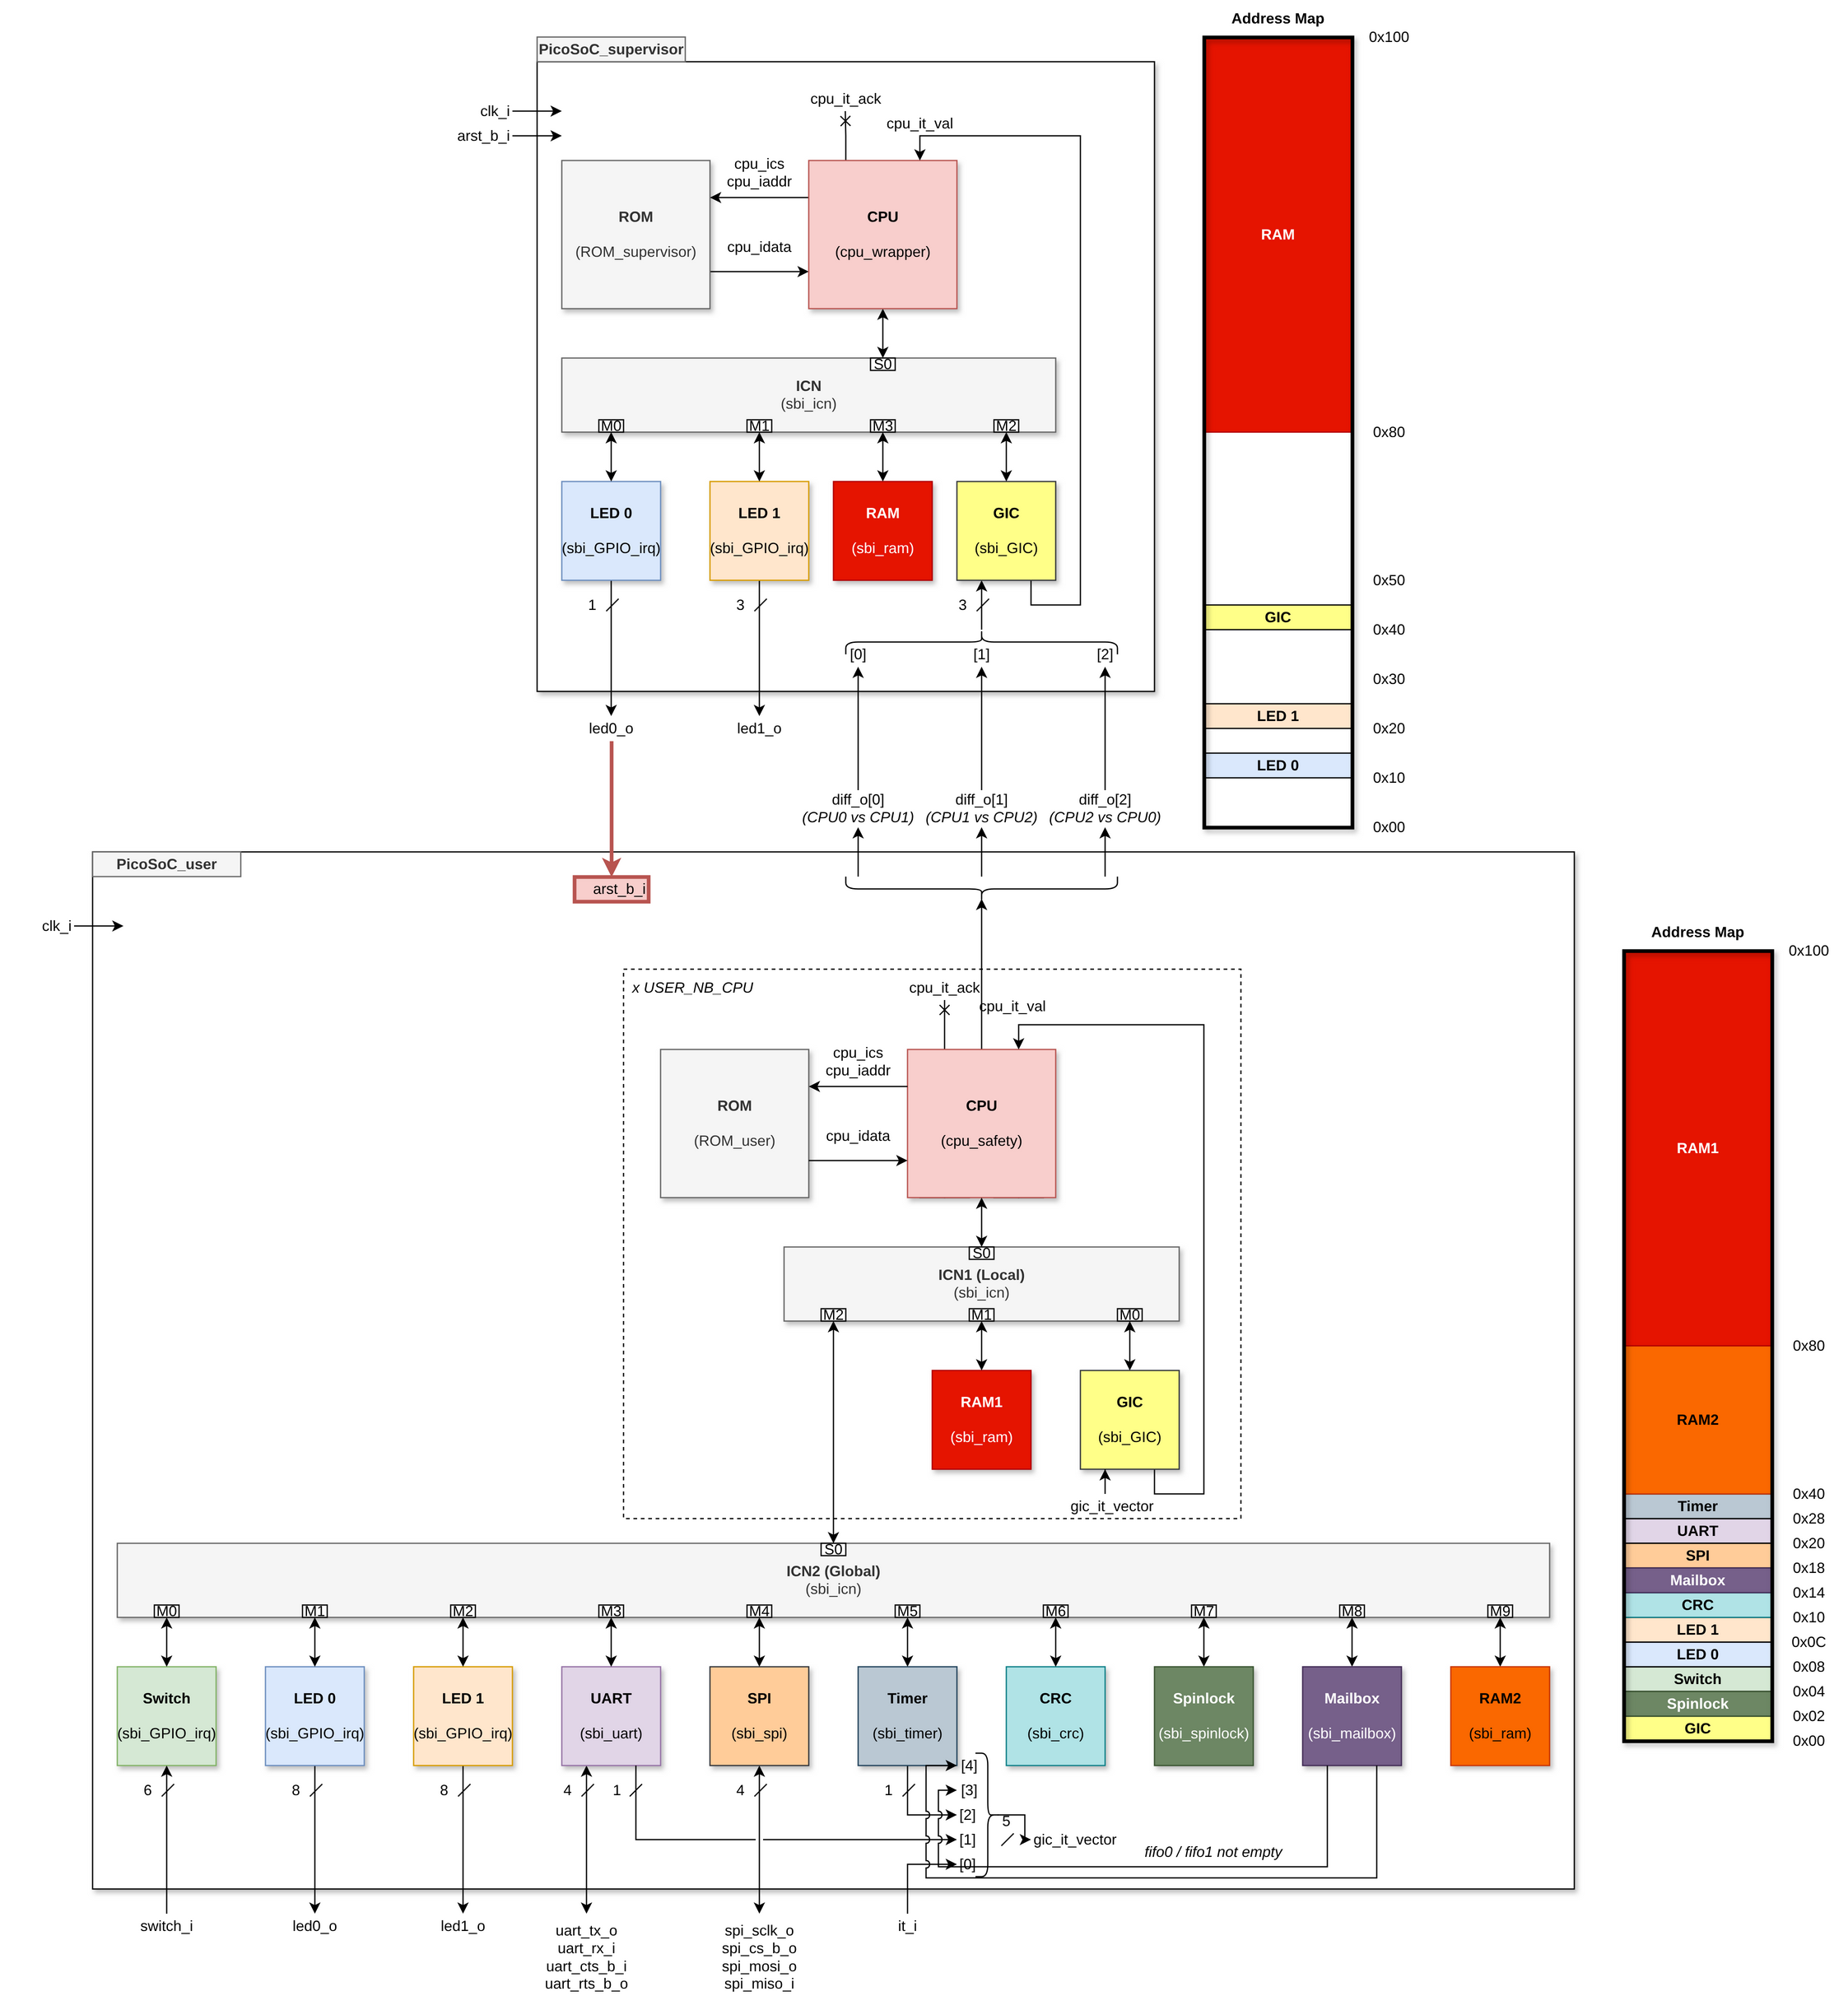 Address Map
0x100
PicoSoC_supervisor
clk_i
arst_b_i
cpu_it_ack
cpu_it_val
cpu_ics
cpu_iaddr
cpu_idata
ROM
(ROM_supervisor)
CPU
(cpu_wrapper)
S0
ICN
(sbi_icn)
M0
M1
M3
M2
LED 0
(sbi_GPIO_irq)
LED 1
(sbi_GPIO_irq)
RAM
(sbi_ram)
GIC
(sbi_GIC)
1
3
3
[0]
[1]
[2]
led0_o
led1_o
diff_o[0]
(CPU0 vs CPU1)
diff_o[1]
(CPU1 vs CPU2)
diff_o[2]
(CPU2 vs CPU0)
RAM
0x80
0x50
GIC
0x40
0x30
LED 1
0x20
LED 0
0x10
0x00
PicoSoC_user
arst_b_i
clk_i
x USER_NB_CPU
cpu_it_ack
cpu_it_val
cpu_ics
cpu_iaddr
cpu_idata
ROM
(ROM_user)
CPU
(cpu_safety)
S0
ICN1 (Local)
(sbi_icn)
M2
M1
M0
RAM1
(sbi_ram)
GIC
(sbi_GIC)
gic_it_vector
S0
ICN2 (Global)
(sbi_icn)
M0
M1
M2
M3
M4
M5
M6
M7
M8
M9
Switch
(sbi_GPIO_irq)
LED 0
(sbi_GPIO_irq)
LED 1
(sbi_GPIO_irq)
UART
(sbi_uart)
SPI
(sbi_spi)
Timer
(sbi_timer)
CRC
(sbi_crc)
Spinlock
(sbi_spinlock)
Mailbox
(sbi_mailbox)
RAM2
(sbi_ram)
6
8
8
4
1
4
1
[4]
[3]
[2]
[1]
[0]
5
gic_it_vector
fifo0 / fifo1 not empty
switch_i
led0_o
led1_o
uart_tx_o
uart_rx_i
uart_cts_b_i
uart_rts_b_o
spi_sclk_o
spi_cs_b_o
spi_mosi_o
spi_miso_i
it_i
Address Map
0x100
RAM1
0x80
RAM2
0x40
Timer
0x28
UART
0x20
SPI
0x18
Mailbox
0x14
CRC
0x10
LED 1
0x0C
LED 0
0x08
Switch
0x04
Spinlock
0x02
GIC
0x00